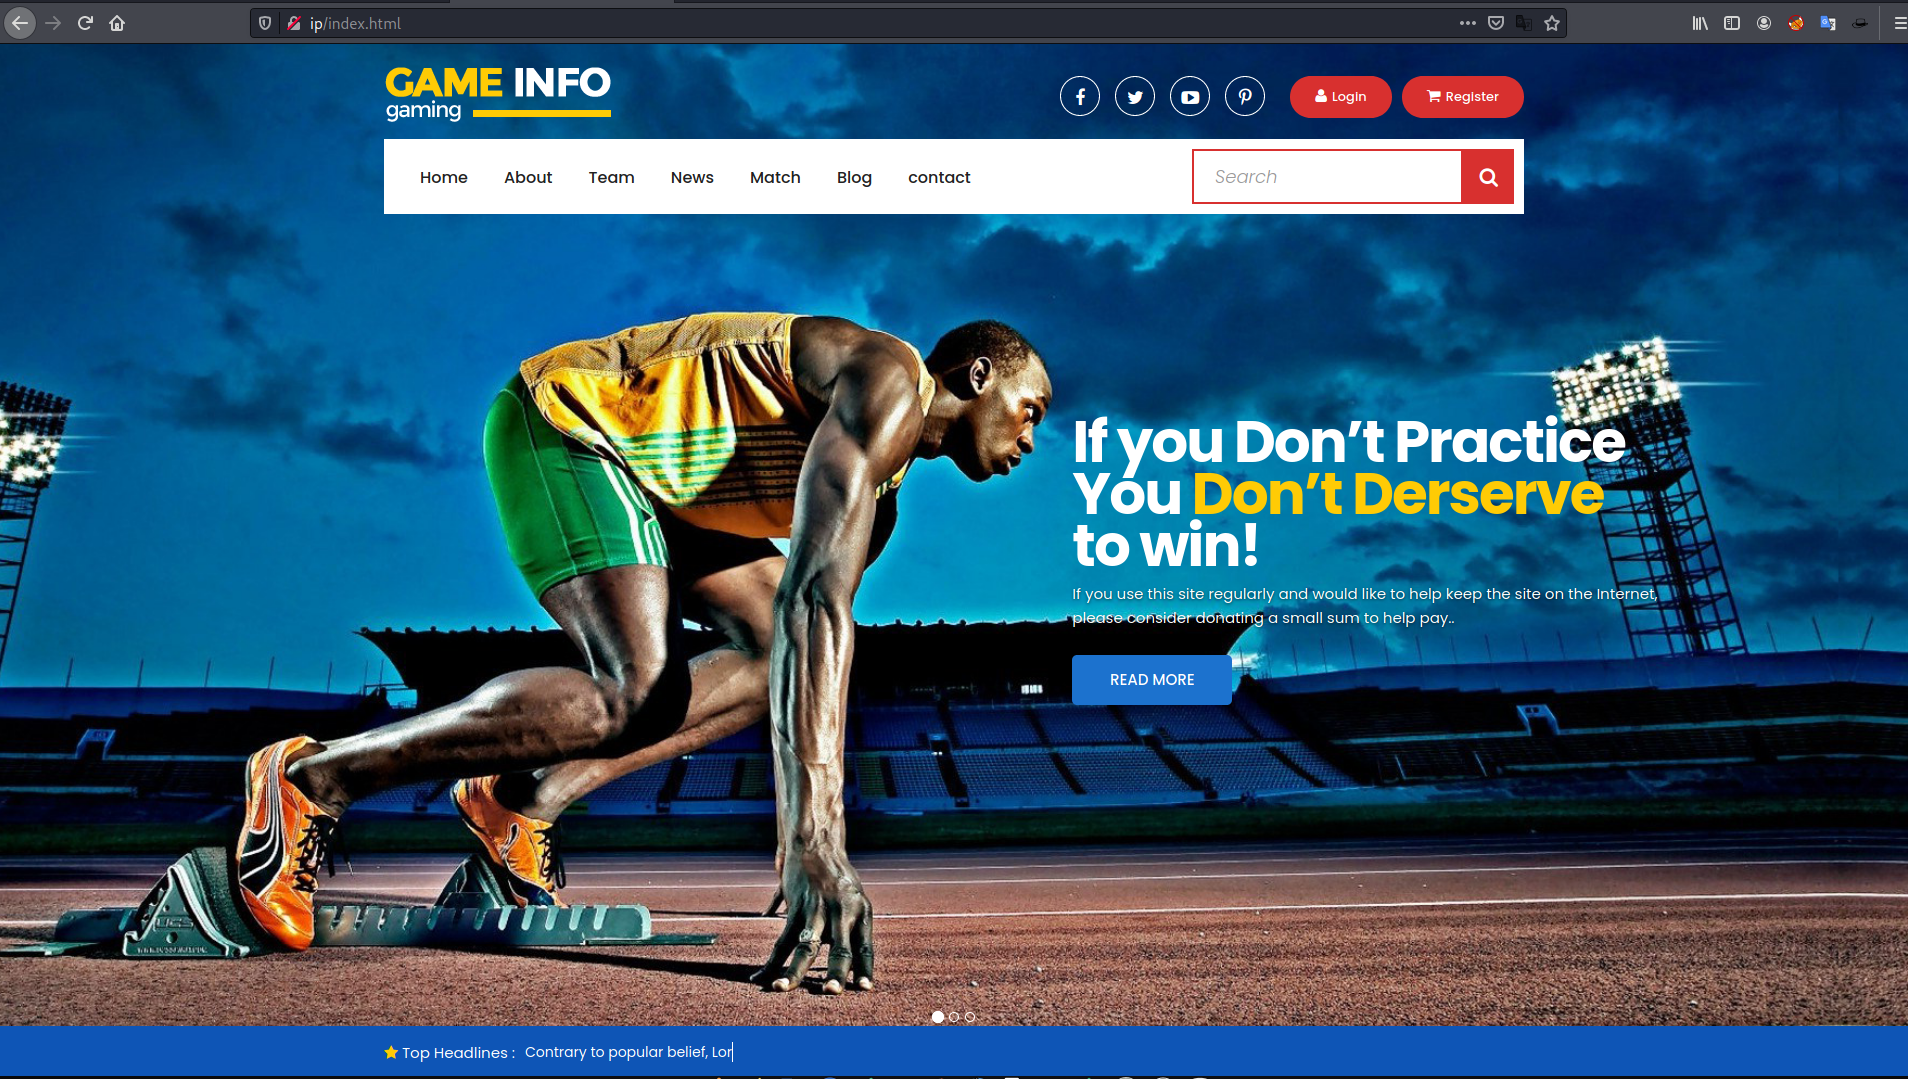 ip/index.html
GAME INFO
gaming
Login
Register
Home
About
Team
News
Match
Blog
contact
Search
If you Don’t Practice
You Don’t Derserve
to win!
If you use this site regularly and would like to help keep the site on the Internet,
please consider donating a small sum to help pay..
READ MORE
Top Headlines :
Contrary to popular belief, Lor